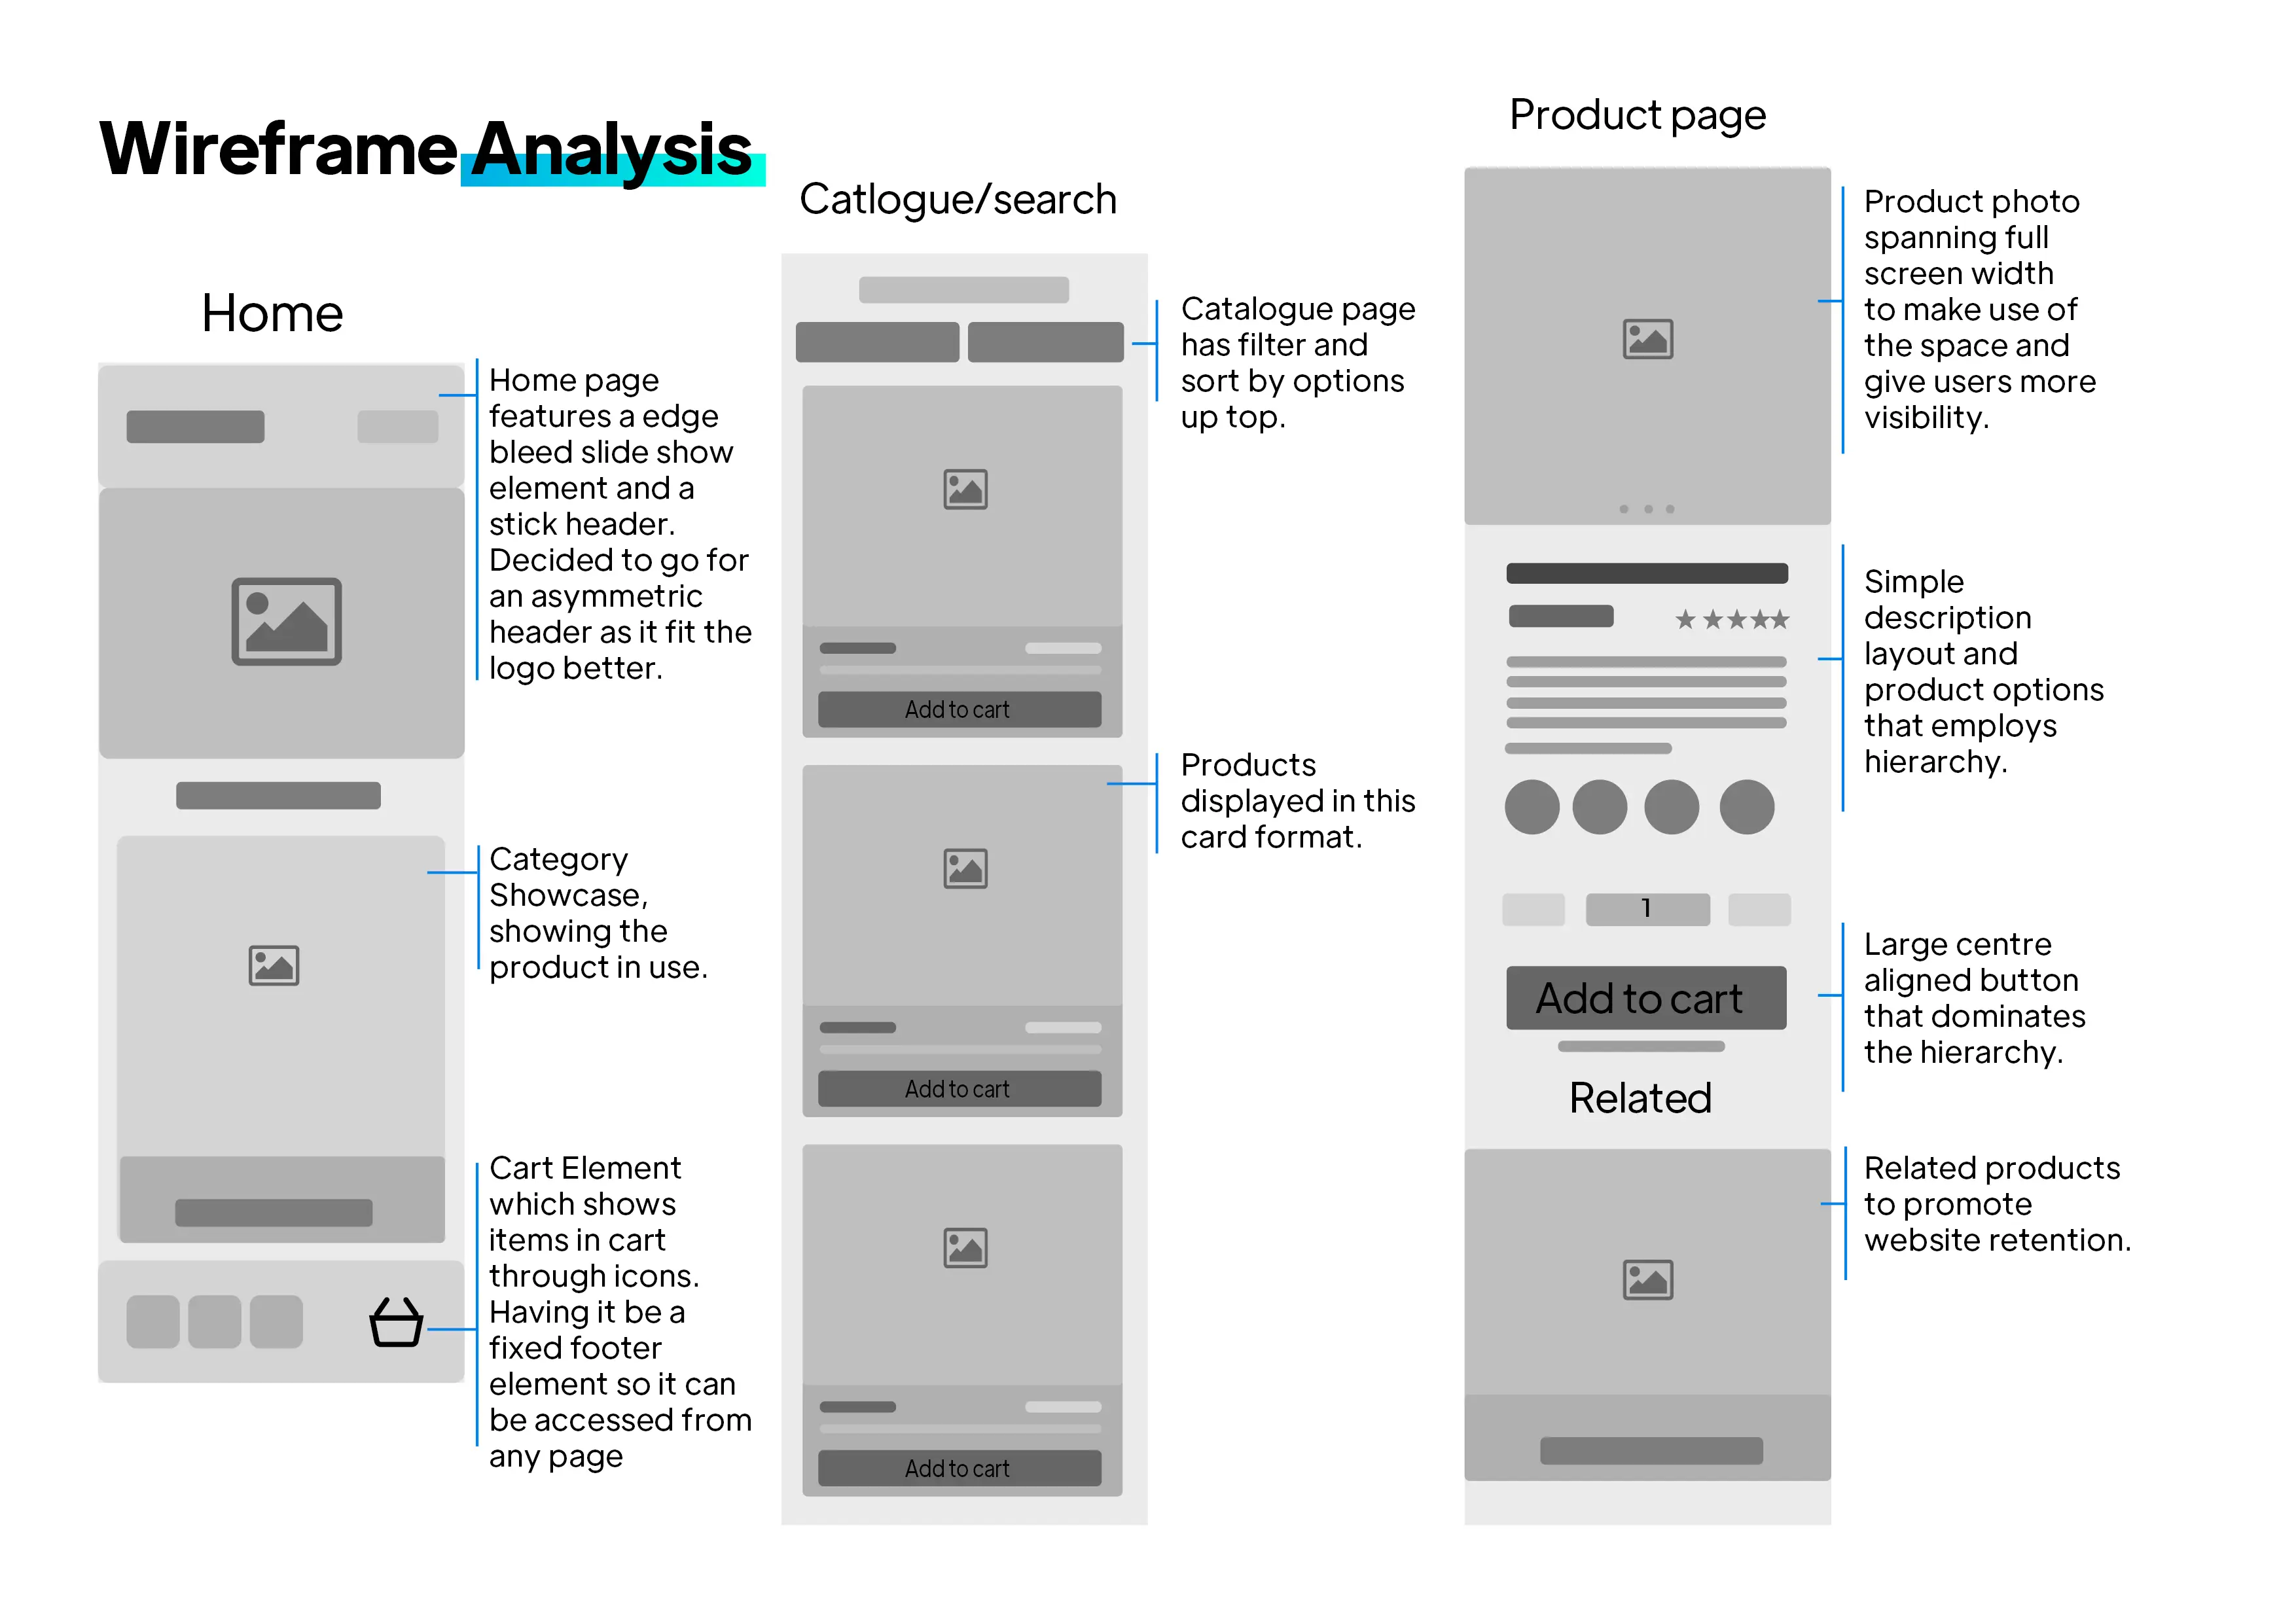 Wireframe Analysis
Home
Home page
features a edge
bleed slide show
element and a
stick header.
Decided to go for
an asymmetric
header as it fit the
logo better.
Category
Showcase,
showing the
product in use.
Cart Element
which shows
items in cart
through icons.
Having it be a
fixed footer
element so it can
be accessed from
any page
Catlogue/search
Catalogue page
has filter and
sort by options
up top.
Add to cart
Products
displayed in this
card format.
Add to cart
Add to cart
Product page
Product photo
spanning full
screen width
to make use of
the space and
give users more
visibility.
Simple
description
layout and
product options
that employs
hierarchy.
1
Add to cart
Large centre
aligned button
that dominates
the hierarchy.
Related
Related products
to promote
website retention.